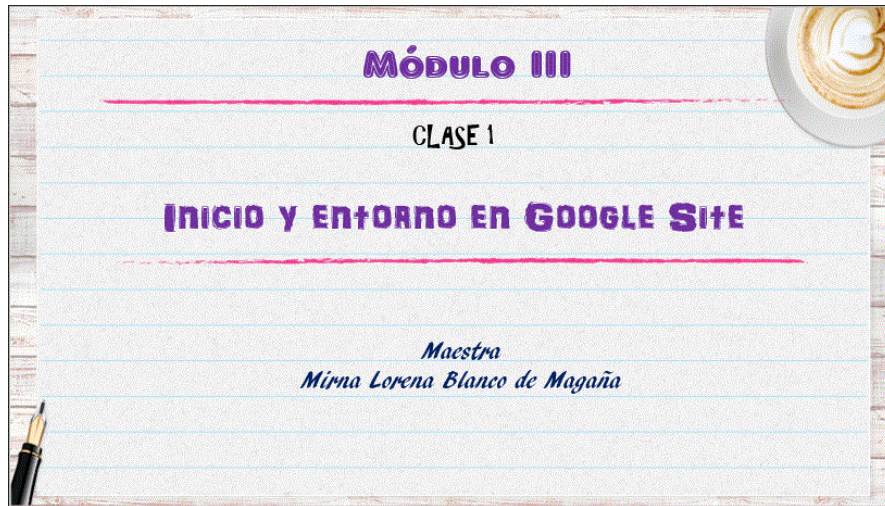 Módulo III
CLASE 1
Inicio y entorno en Google Site
Maestra
Mirna Lorena Blanco de Magaña